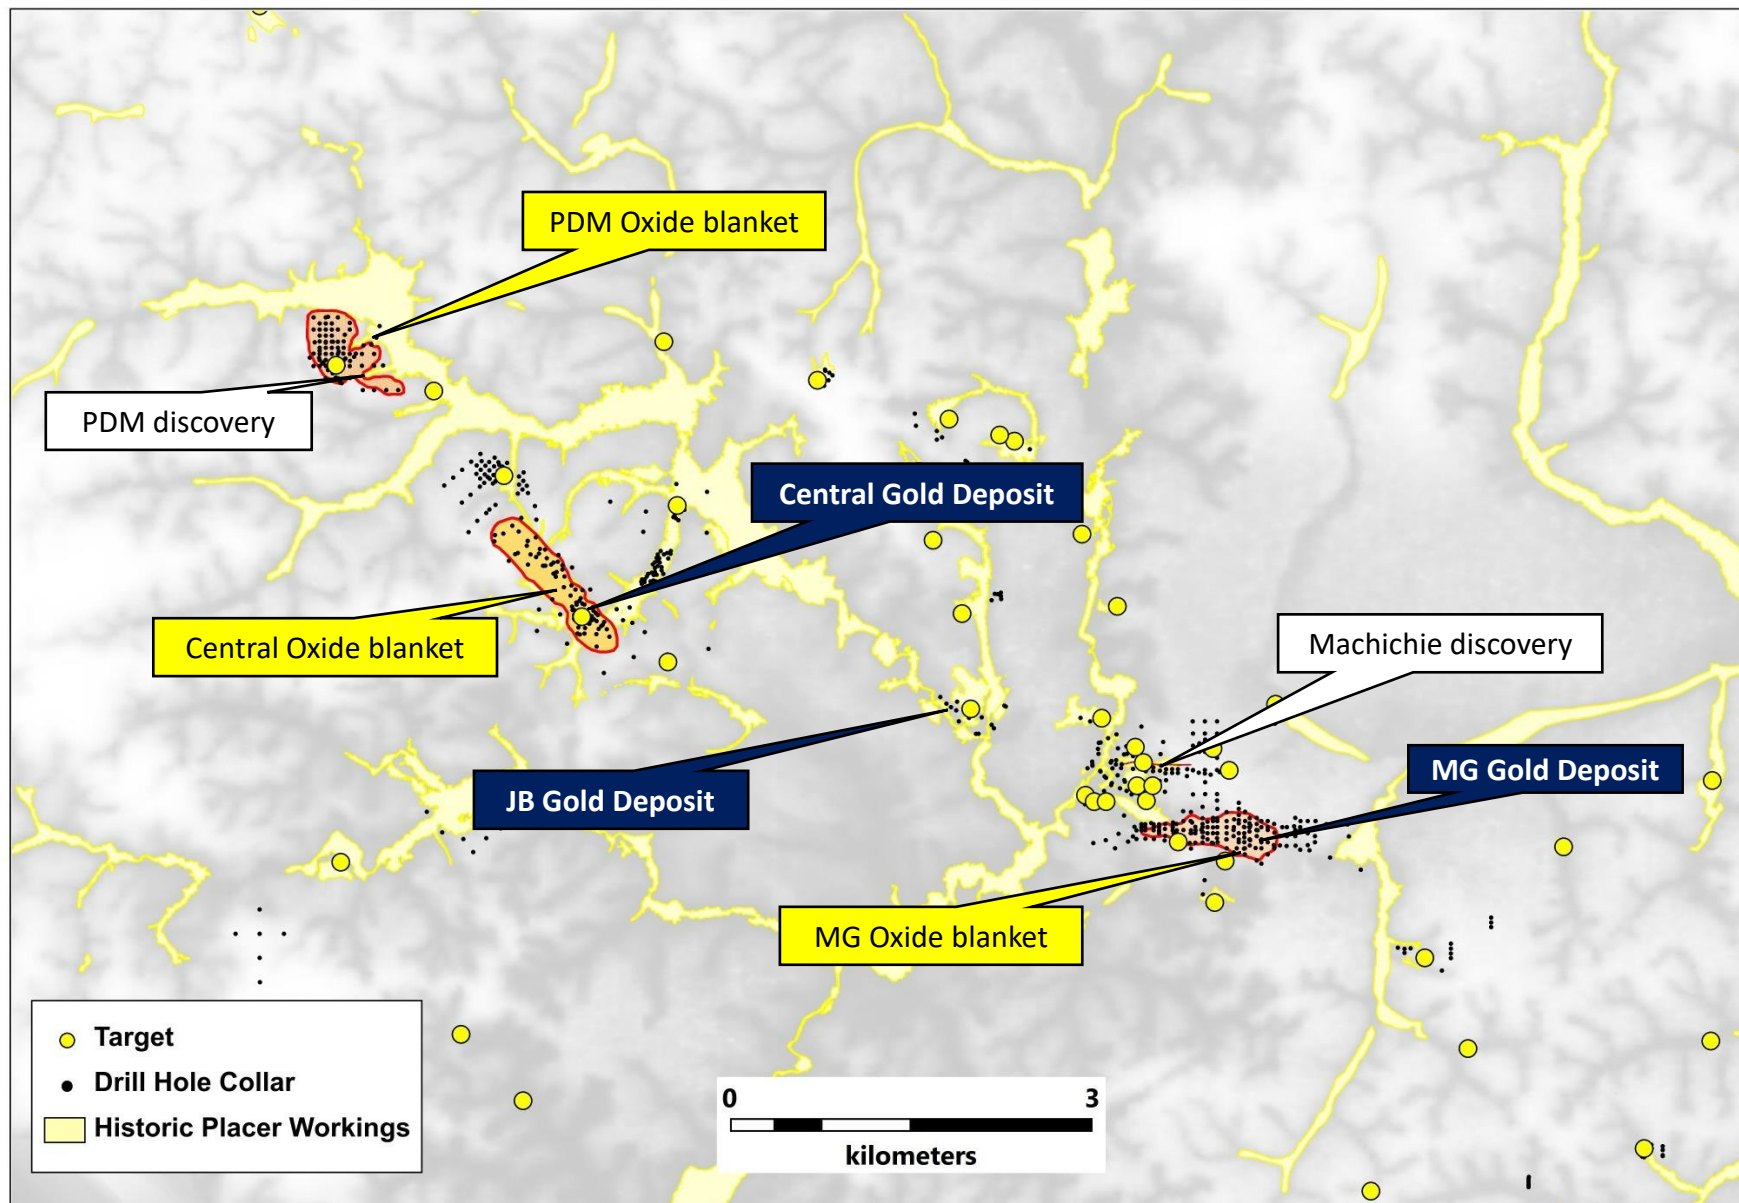 PDM Oxide blanket
PDM discovery
Central Gold Deposit
Central Oxide blanket
Machichie discovery
MG Gold Deposit
JB Gold Deposit
MG Oxide blanket
Target
Drill Hole Collar
Historic Placer Workings
0 3
kilometers